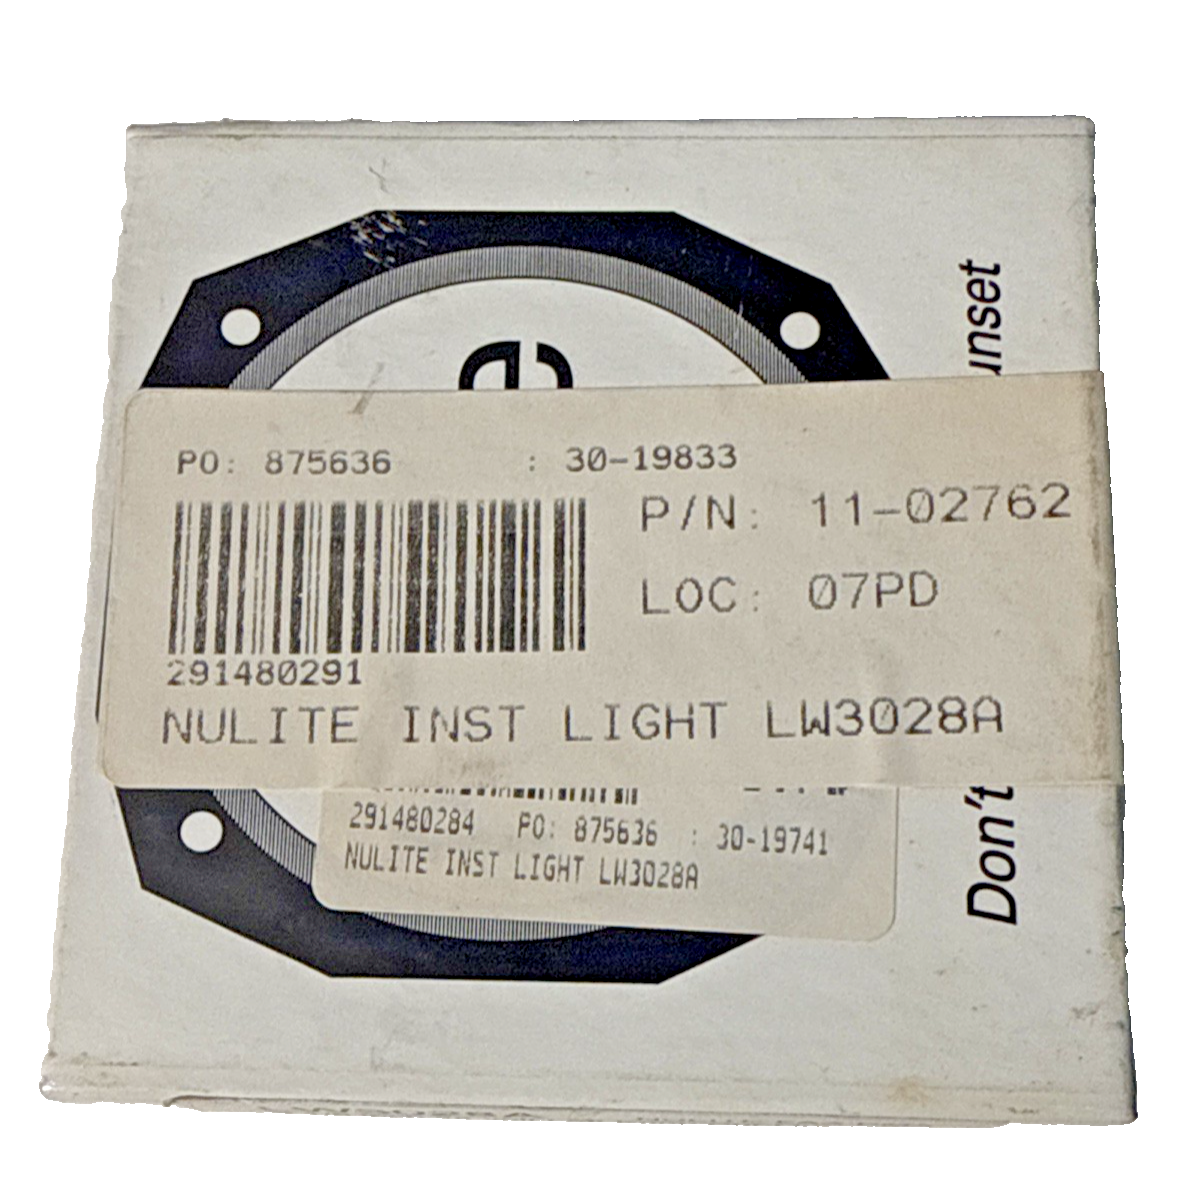 e
unset
PO: 875636 : 30-19833
P/N: 11-02762
LOC: 07PD
291480291
NULITE INST LIGHT LW3028A
291480284 PO: 875636 : 30-19741
NULITE INST LIGHT LW3028A
Don't